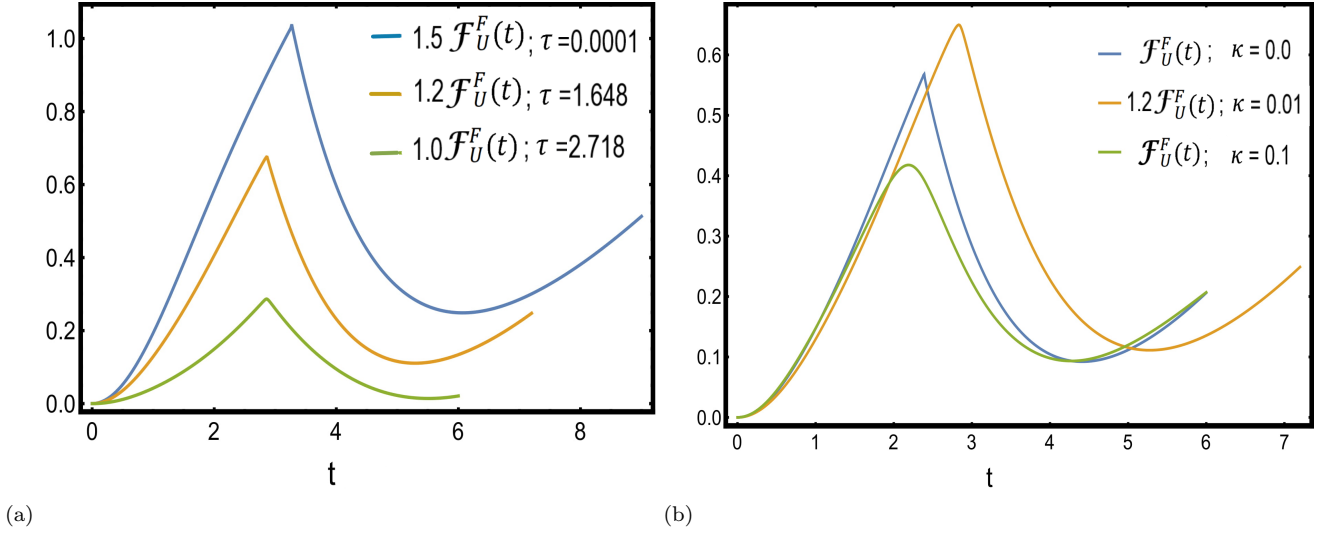 1.5 ℱ_U^F(t); τ =0.0001
1.2 ℱ_U^F(t); τ =1.648
1.0 ℱ_U^F(t); τ =2.718
1.0
0.8
0.6
0.4
0.2
0.0
0 2 4 6 8
t
(a)
ℱ_U^F(t); κ = 0.0
1.2 ℱ_U^F(t); κ = 0.01
ℱ_U^F(t); κ = 0.1
0.6
0.5
0.4
0.3
0.2
0.1
0.0
0 1 2 3 4 5 6 7
t
(b)